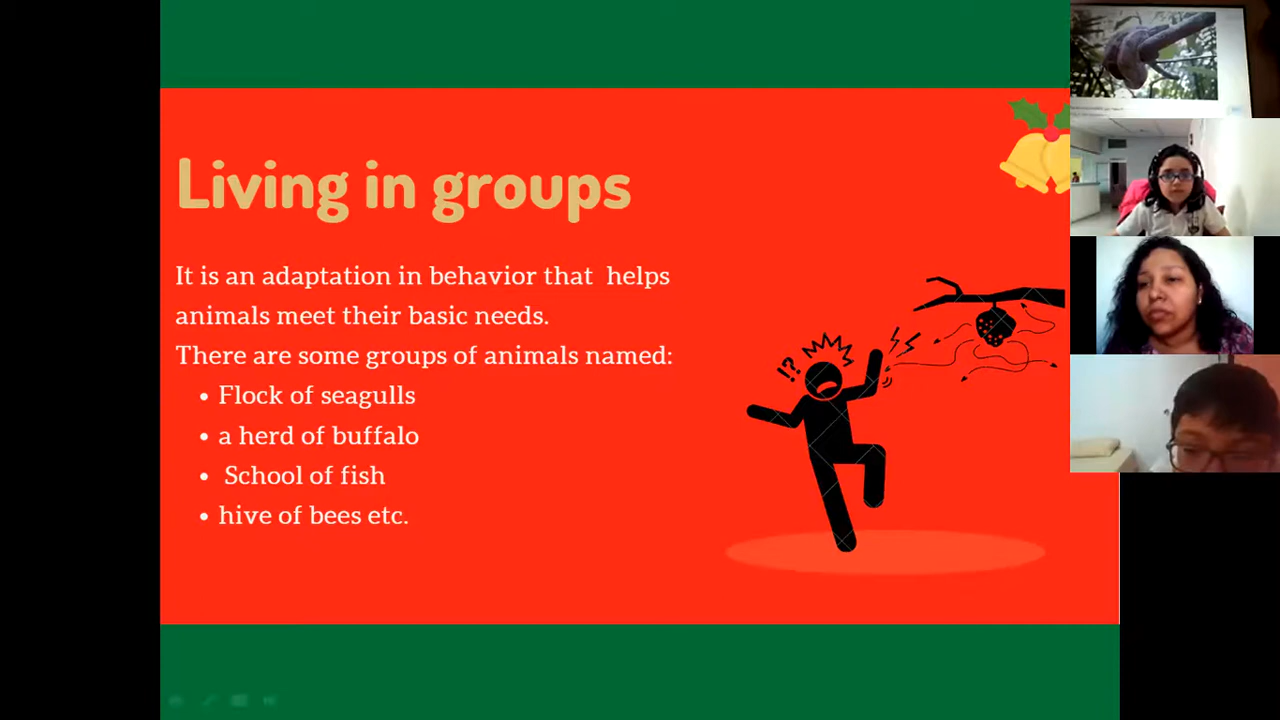 Living in groups
It is an adaptation in behavior that helps
animals meet their basic needs.
There are some groups of animals named:
• Flock of seagulls
• a herd of buffalo
• School of fish
• hive of bees etc.
!?